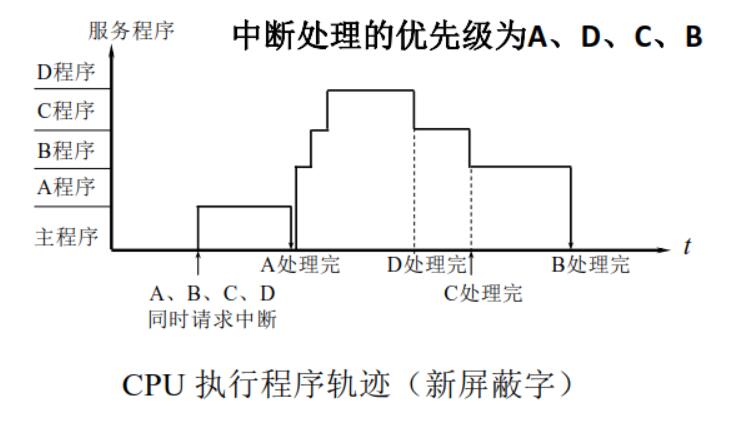 服务程序
中断处理的优先级为A、D、C、B
D程序
C程序
B程序
A程序
主程序
t
A处理完
D处理完
B处理完
A、B、C、D
同时请求中断
C处理完
CPU 执行程序轨迹（新屏蔽字）